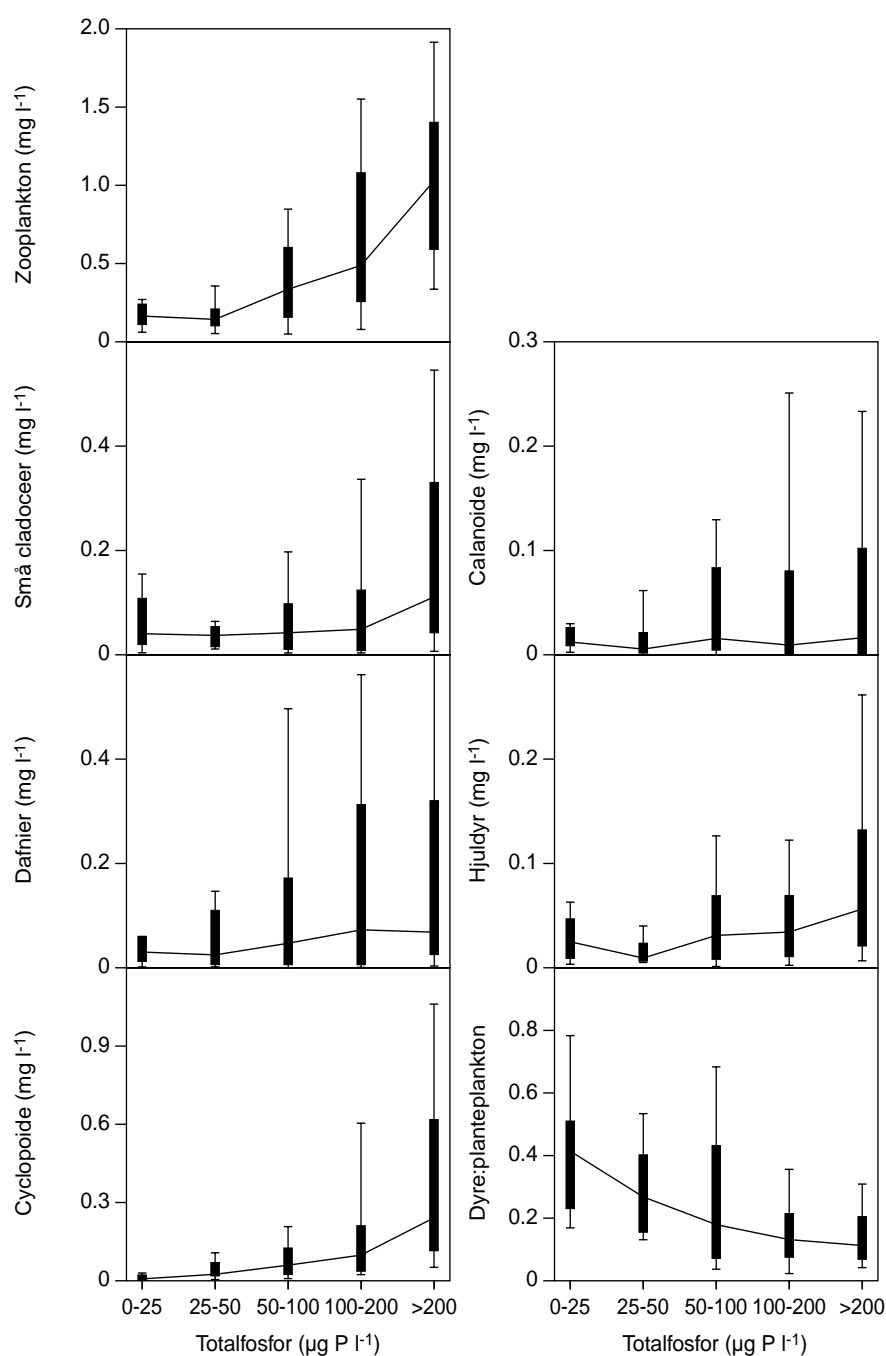 Zooplankton (mg l-1)
2.0
1.5
1.0
0.5
0
Små cladoceer (mg l-1)
0.4
0.2
0
Dafnier (mg l-1)
0.4
0.2
0
Cyclopoide (mg l-1)
0.9
0.6
0.3
0
0-25 25-50 50-100 100-200 >200
Totalfosfor (µg P l-1)
Calanoide (mg l-1)
0.3
0.2
0.1
0
Hjuldyr (mg l-1)
0.2
0.1
0
Dyre:planteplankton
0.8
0.6
0.4
0.2
0
0-25 25-50 50-100 100-200 >200
Totalfosfor (µg P l-1)